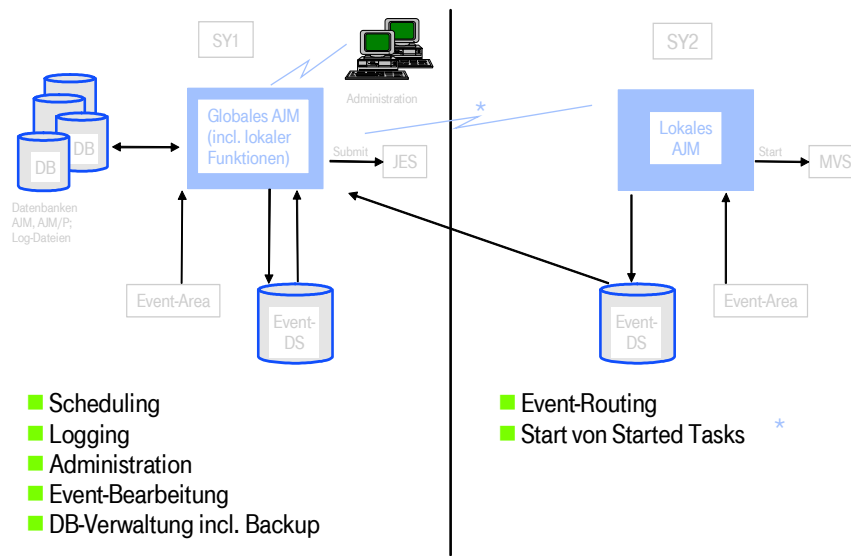 SY1
SY2
Administration
*
Globales AJM
(incl. lokaler
Funktionen)
Lokales
AJM
DB
DB
Submit
JES
Start
MVS
Datenbanken
AJM, AJM/P;
Log-Dateien
Event-Area
Event-
DS
Event-
DS
Event-Area
Scheduling
Logging
Administration
Event-Bearbeitung
DB-Verwaltung incl. Backup
Event-Routing
Start von Started Tasks *